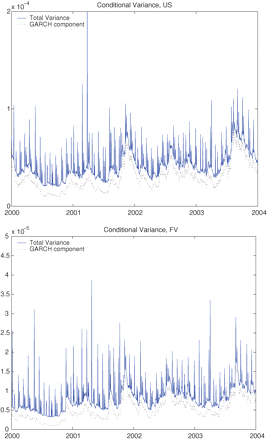 Conditional Variance, US
2 x 10⁻⁴
Total Variance
GARCH component
1
0
2000 2001 2002 2003 2004
Conditional Variance, FV
5 x 10⁻⁵
Total Variance
GARCH component
4.5
4
3.5
3
2.5
2
1.5
1
0.5
0
2000 2001 2002 2003 2004